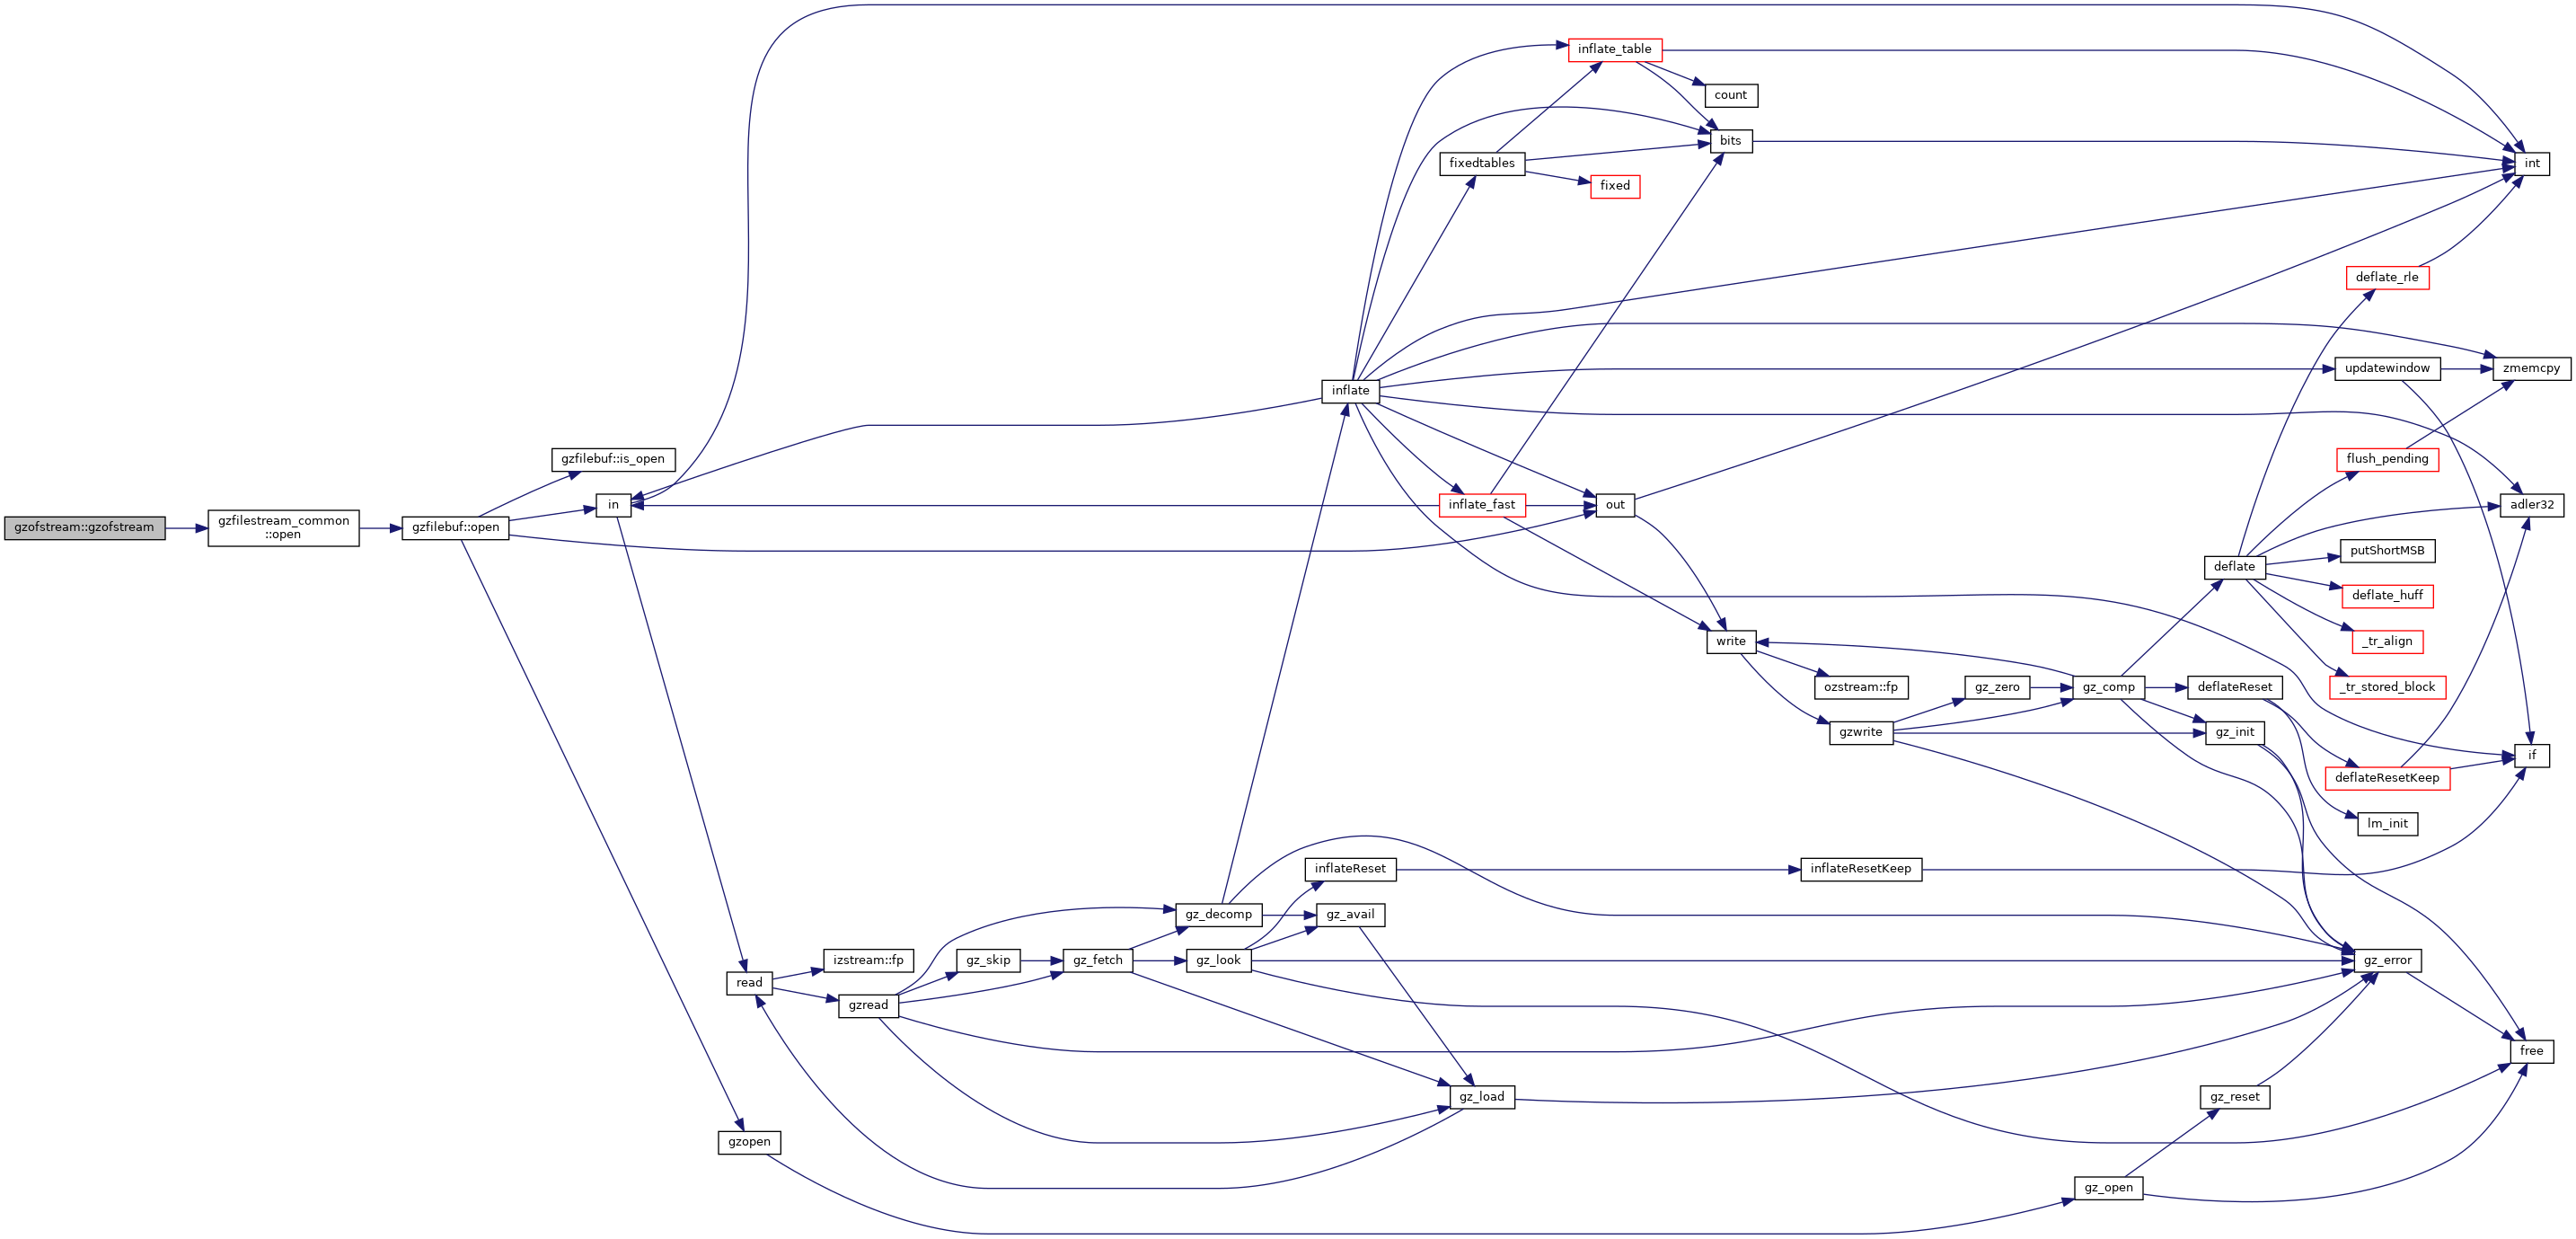 gzofstream::gzofstream
gzfilestream_common
::open
gzfilebuf::open
gzfilebuf::is_open
in
read
gzopen
izstream::fp
gzread
gz_skip
gz_fetch
gz_decomp
gz_look
inflate
inflateReset
gz_avail
fixedtables
inflate_fast
gz_load
inflate_table
count
bits
fixed
out
write
ozstream::fp
gzwrite
inflateResetKeep
gz_zero
gz_comp
gz_open
deflate
deflateReset
gz_init
gz_reset
deflate_rle
updatewindow
flush_pending
putShortMSB
deflate_huff
_tr_align
_tr_stored_block
deflateResetKeep
lm_init
gz_error
int
zmemcpy
adler32
if
free